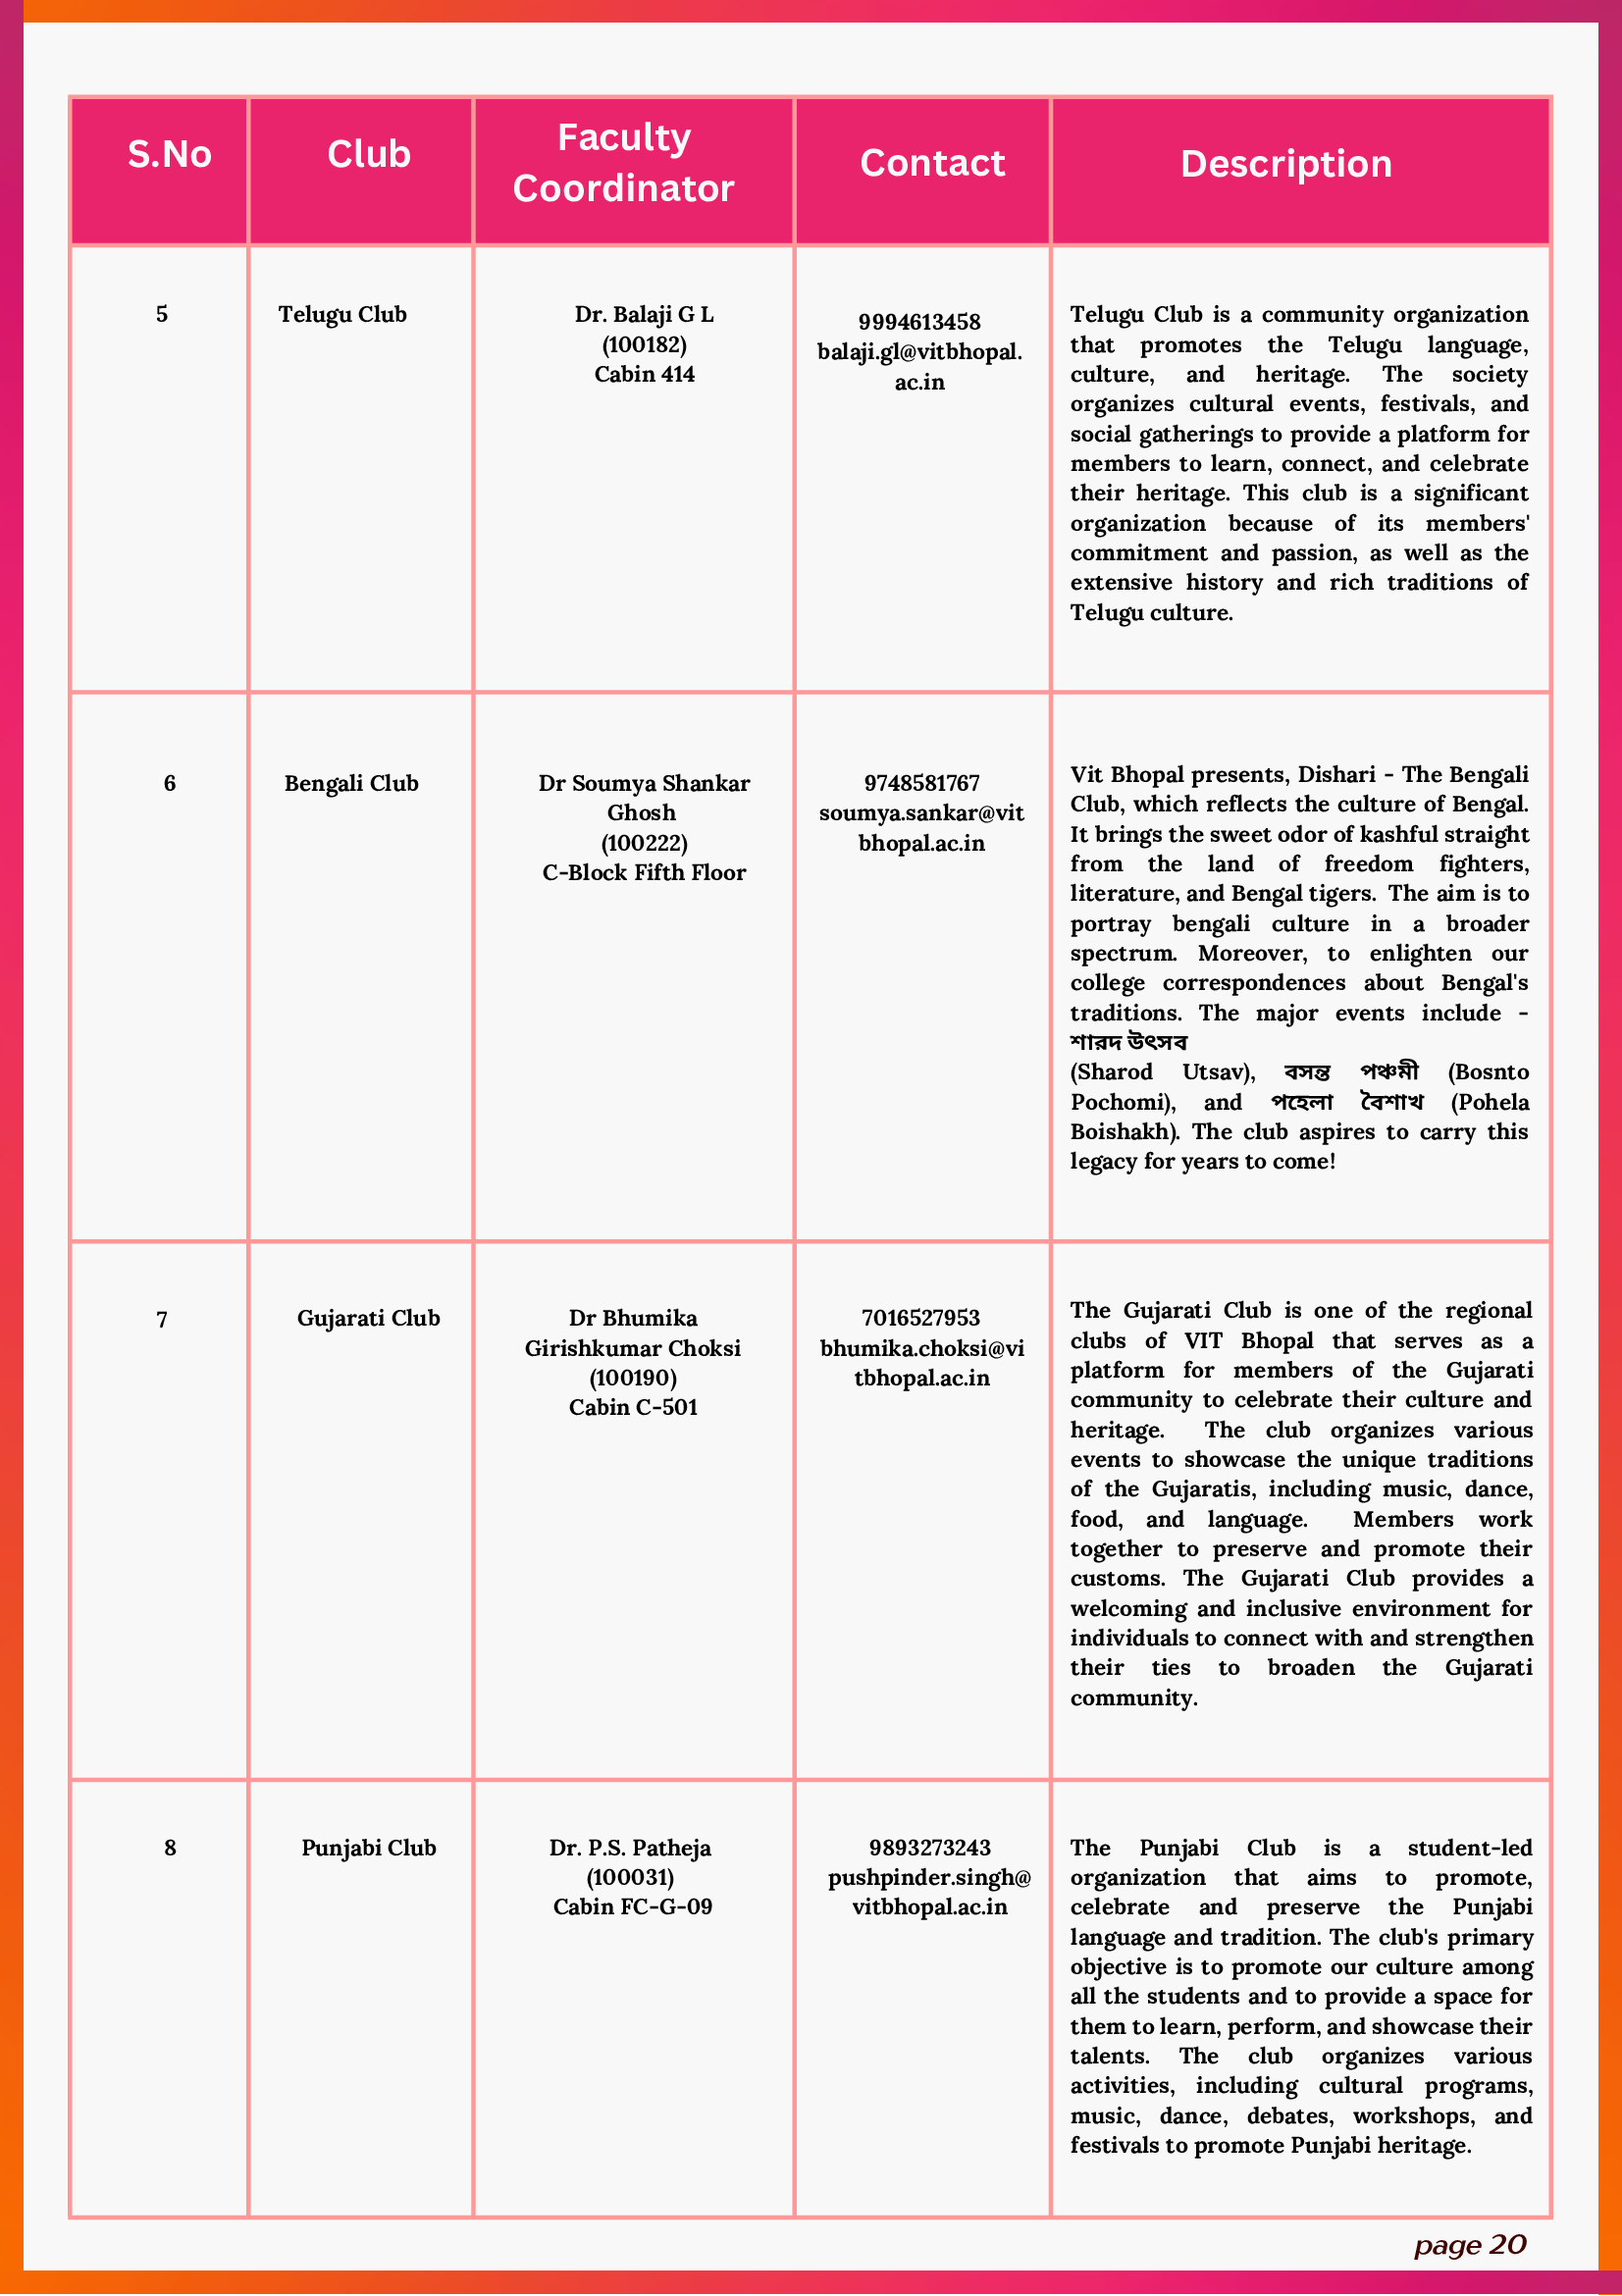 S.No
Club
Faculty
Coordinator
Contact
Description
5
Telugu Club
Dr. Balaji G L
(100182)
Cabin 414
9994613458
balaji.gl@vitbhopal.
ac.in
Telugu Club is a community organization
that promotes the Telugu language,
culture, and heritage. The society
organizes cultural events, festivals, and
social gatherings to provide a platform for
members to learn, connect, and celebrate
their heritage. This club is a significant
organization because of its members'
commitment and passion, as well as the
extensive history and rich traditions of
Telugu culture.
6
Bengali Club
Dr Soumya Shankar
Ghosh
(100222)
C-Block Fifth Floor
9748581767
soumya.sankar@vit
bhopal.ac.in
Vit Bhopal presents, Dishari - The Bengali
Club, which reflects the culture of Bengal.
It brings the sweet odor of kashful straight
from the land of freedom fighters,
literature, and Bengal tigers. The aim is to
portray bengali culture in a broader
spectrum. Moreover, to enlighten our
college correspondences about Bengal's
traditions. The major events include -
শারদ উৎসব
(Sharod Utsav), বসন্ত পঞ্চমী (Bosnto
Pochomi), and পহেলা বৈশাখ (Pohela
Boishakh). The club aspires to carry this
legacy for years to come!
7
Gujarati Club
Dr Bhumika
Girishkumar Choksi
(100190)
Cabin C-501
7016527953
bhumika.choksi@vi
tbhopal.ac.in
The Gujarati Club is one of the regional
clubs of VIT Bhopal that serves as a
platform for members of the Gujarati
community to celebrate their culture and
heritage. The club organizes various
events to showcase the unique traditions
of the Gujaratis, including music, dance,
food, and language. Members work
together to preserve and promote their
customs. The Gujarati Club provides a
welcoming and inclusive environment for
individuals to connect with and strengthen
their ties to broaden the Gujarati
community.
8
Punjabi Club
Dr. P.S. Patheja
(100031)
Cabin FC-G-09
9893273243
pushpinder.singh@
vitbhopal.ac.in
The Punjabi Club is a student-led
organization that aims to promote,
celebrate and preserve the Punjabi
language and tradition. The club's primary
objective is to promote our culture among
all the students and to provide a space for
them to learn, perform, and showcase their
talents. The club organizes various
activities, including cultural programs,
music, dance, debates, workshops, and
festivals to promote Punjabi heritage.
page 20